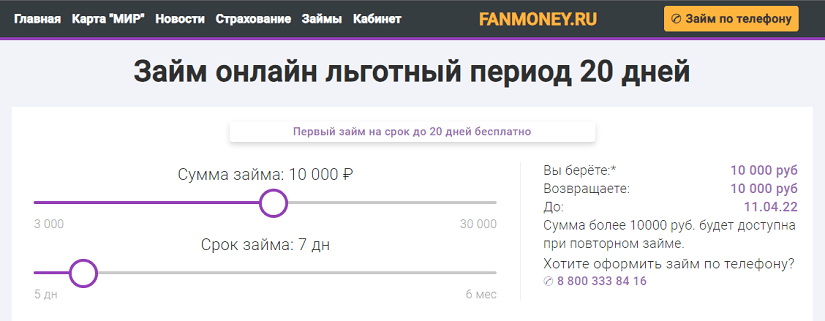 Главная Карта "МИР" Новости Страхование Займы Кабинет FANMONEY.RU ✆ Займ по телефону
Займ онлайн льготный период 20 дней
Первый займ на срок до 20 дней бесплатно
Сумма займа: 10 000 ₽
3 000 30 000
Срок займа: 7 дн
5 дн 6 мес
Вы берёте:* 10 000 руб
Возвращаете: 10 000 руб
До: 11.04.22
Сумма более 10000 руб. будет доступна
при повторном займе.
Хотите оформить займ по телефону?
✆ 8 800 333 84 16